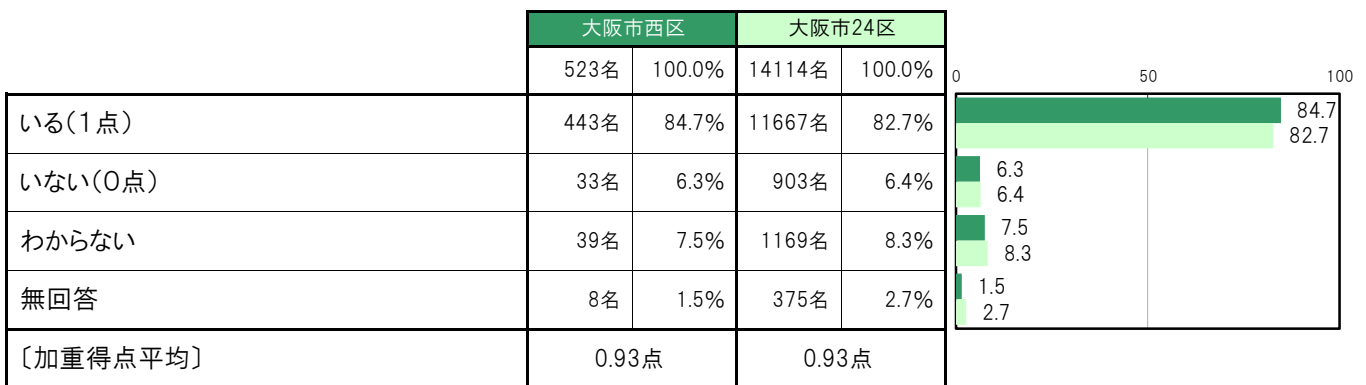 大阪市西区 大阪市24区
523名 100.0% 14114名 100.0% 0 50 100
いる(1点) 443名 84.7% 11667名 82.7% 84.7
82.7
いない(0点) 33名 6.3% 903名 6.4% 6.3
6.4
わからない 39名 7.5% 1169名 8.3% 7.5
8.3
無回答 8名 1.5% 375名 2.7% 1.5
2.7
〔加重得点平均〕 0.93点 0.93点